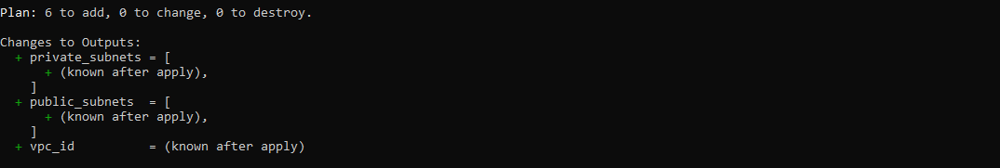 Plan: 6 to add, 0 to change, 0 to destroy.

Changes to Outputs:
  + private_subnets = [
      + (known after apply),
    ]
  + public_subnets  = [
      + (known after apply),
    ]
  + vpc_id          = (known after apply)